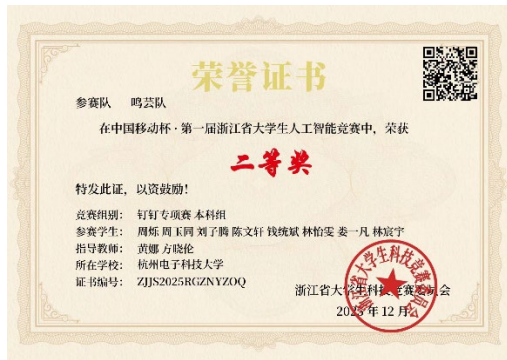 荣誉证书
参赛队 鸣芸队
在中国移动杯·第一届浙江省大学生人工智能竞赛中，荣获
二等奖
特发此证，以资鼓励！
竞赛组别： 钉钉专项赛 本科组
参赛学生： 周烁 周玉同 刘子腾 陈文轩 钱统斌 林怡雯 娄一凡 林宸宇
指导教师： 黄娜 方晓伦
所在学校： 杭州电子科技大学
证书编号： ZJJS2025RGZNYZOQ
浙江省大学生科技竞赛委员会
2025 年 12 月